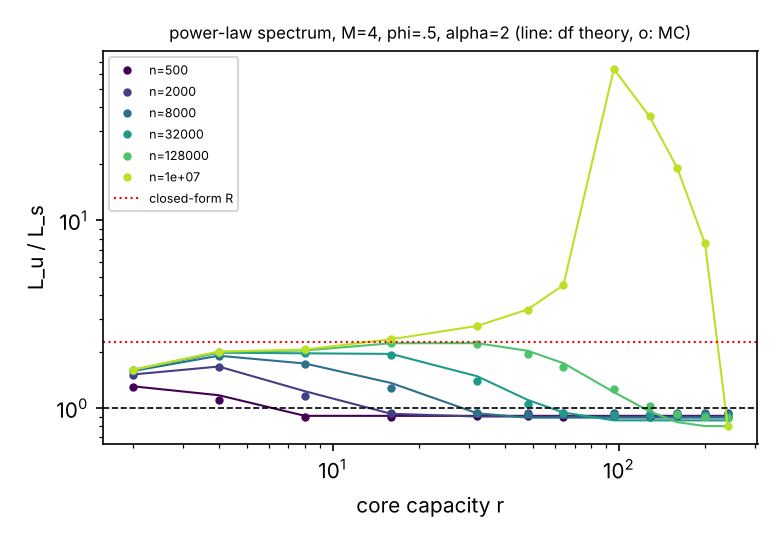 power-law spectrum, M=4, phi=.5, alpha=2 (line: df theory, o: MC)
n=500
n=2000
n=8000
n=32000
n=128000
n=1e+07
closed-form R
L_u / L_s
10¹
10⁰
10¹
10²
core capacity r